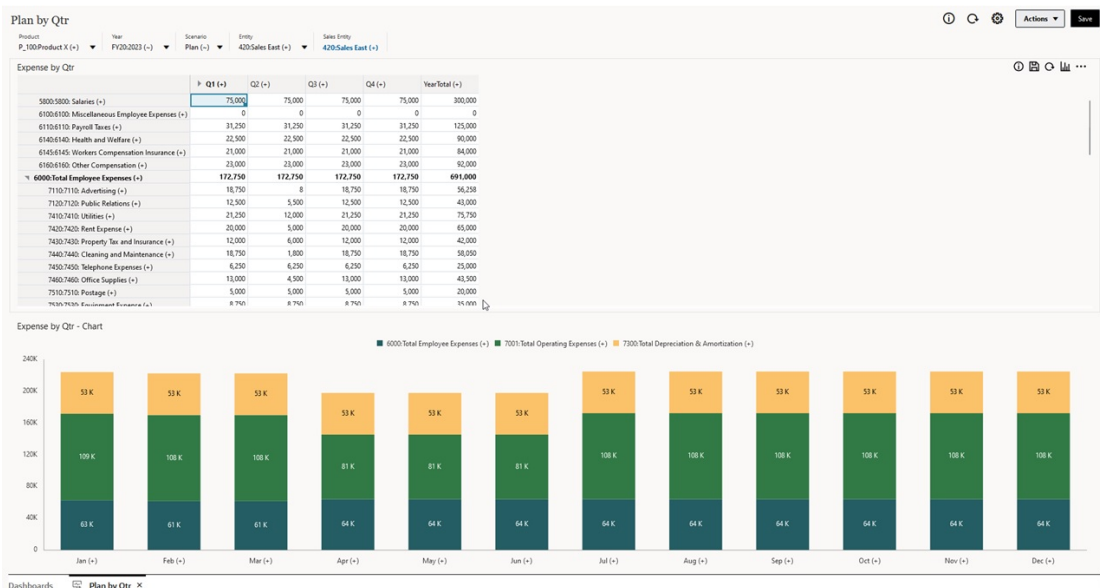 Plan by Qtr
Actions ▼ Save
Product Year Scenario Entity Sales Entity
P_100:Product X (+) ▼ FY20:2023 (~) ▼ Plan (~) ▼ 420:Sales East (+) ▼ 420:Sales East (+)
Expense by Qtr
Q1 (+) Q2 (+) Q3 (+) Q4 (+) YearTotal (+)
5800:5800: Salaries (+) 75,000 75,000 75,000 75,000 300,000
6100:6100: Miscellaneous Employee Expenses (+) 0 0 0 0 0
6110:6110: Payroll Taxes (+) 31,250 31,250 31,250 31,250 125,000
6140:6140: Health and Welfare (+) 22,500 22,500 22,500 22,500 90,000
6145:6145: Workers Compensation Insurance (+) 21,000 21,000 21,000 21,000 84,000
6160:6160: Other Compensation (+) 23,000 23,000 23,000 23,000 92,000
6000:Total Employee Expenses (+) 172,750 172,750 172,750 172,750 691,000
7110:7110: Advertising (+) 18,750 8 18,750 18,750 56,258
7120:7120: Public Relations (+) 12,500 5,500 12,500 12,500 43,000
7410:7410: Utilities (+) 21,250 12,000 21,250 21,250 75,750
7420:7420: Rent Expense (+) 20,000 5,000 20,000 20,000 65,000
7430:7430: Property Tax and Insurance (+) 12,000 6,000 12,000 12,000 42,000
7440:7440: Cleaning and Maintenance (+) 18,750 1,800 18,750 18,750 58,050
7450:7450: Telephone Expenses (+) 6,250 6,250 6,250 6,250 25,000
7460:7460: Office Supplies (+) 13,000 4,500 13,000 13,000 43,500
7510:7510: Postage (+) 5,000 5,000 5,000 5,000 20,000
7530:7530: Equipment Expense (+) 8,750 8,750 8,750 8,750 35,000
Expense by Qtr - Chart
6000:Total Employee Expenses (+) 7001:Total Operating Expenses (+) 7300:Total Depreciation & Amortization (+)
240K
200K
160K
120K
80K
40K
0
53 K 53 K 53 K 53 K 53 K 53 K 53 K 53 K 53 K 53 K 53 K 53 K
109 K 108 K 108 K 81 K 81 K 81 K 108 K 108 K 108 K 108 K 108 K 108 K
63 K 61 K 61 K 64 K 64 K 64 K 64 K 64 K 64 K 64 K 64 K 64 K
Jan (+) Feb (+) Mar (+) Apr (+) May (+) Jun (+) Jul (+) Aug (+) Sep (+) Oct (+) Nov (+) Dec (+)
Dashboards Plan by Qtr ×